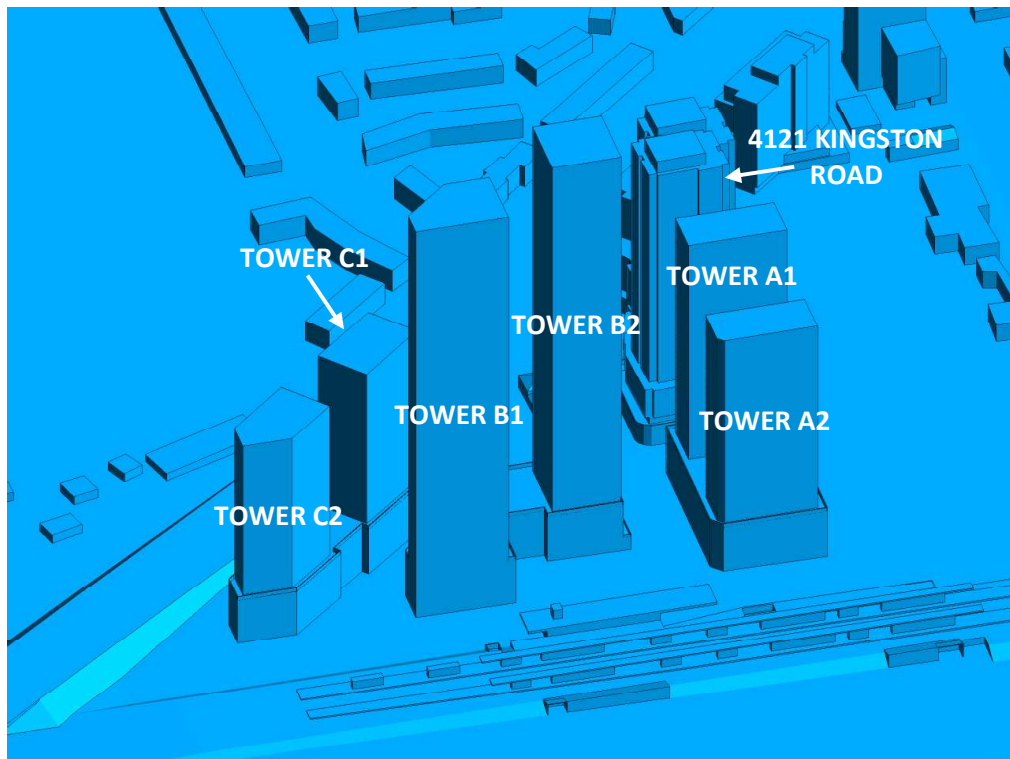 4121 KINGSTON
ROAD
TOWER C1
TOWER A1
TOWER B2
TOWER B1
TOWER A2
TOWER C2